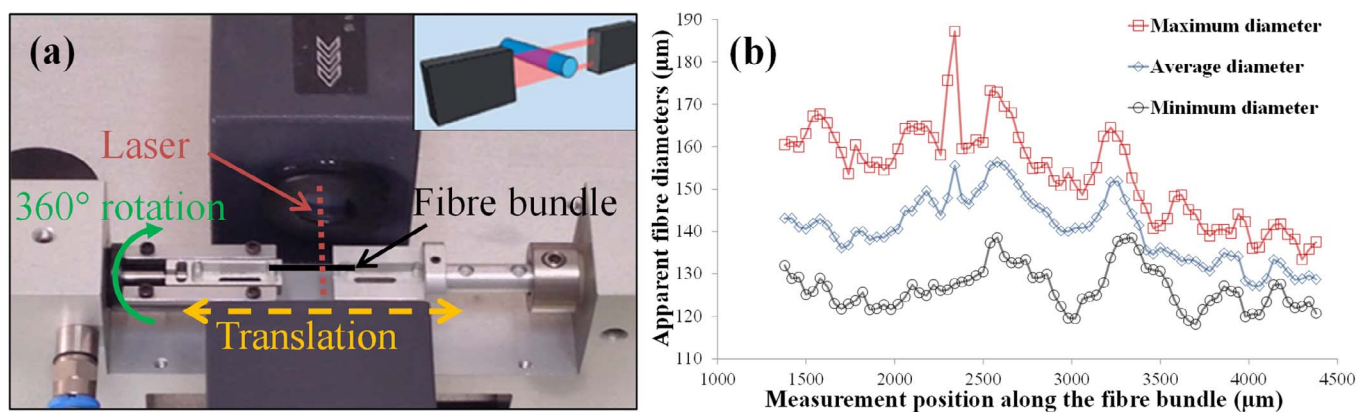 (a)
Laser
360° rotation
Fibre bundle
Translation
(b)
Apparent fibre diameters (µm)
190
180
170
160
150
140
130
120
110
1000
1500
2000
2500
3000
3500
4000
4500
Measurement position along the fibre bundle (µm)
Maximum diameter
Average diameter
Minimum diameter